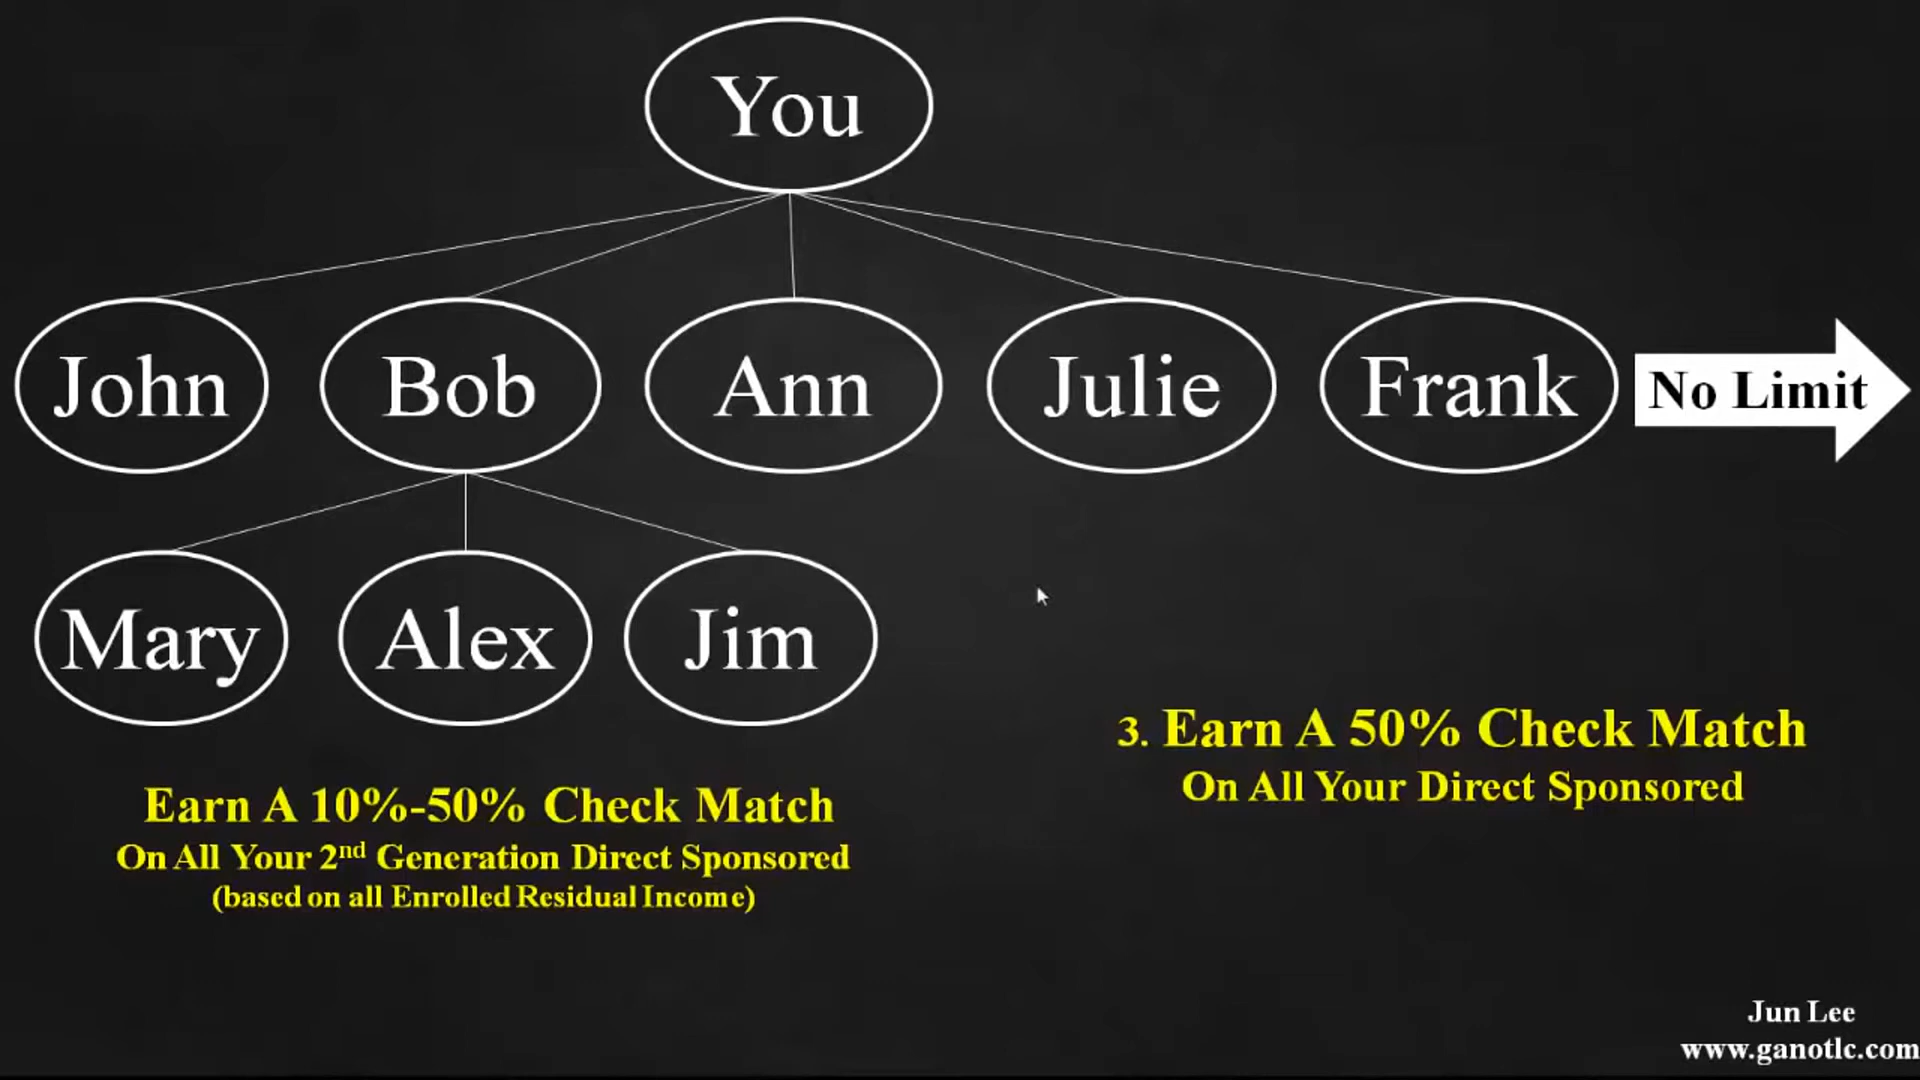 You
John Bob Ann Julie Frank No Limit
Mary Alex Jim
3. Earn A 50% Check Match
On All Your Direct Sponsored
Earn A 10%-50% Check Match
On All Your 2nd Generation Direct Sponsored
(based on all Enrolled Residual Income)
Jun Lee
www.ganotlc.com